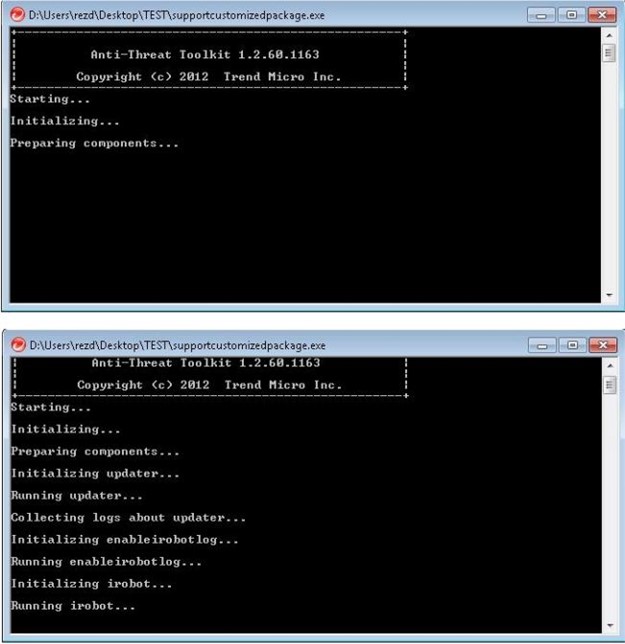 D:\Users\rezd\Desktop\TEST\supportcustomizedpackage.exe
Anti-Threat Toolkit 1.2.60.1163
Copyright (c) 2012 Trend Micro Inc.
Starting...
Initializing...
Preparing components...
D:\Users\rezd\Desktop\TEST\supportcustomizedpackage.exe
Anti-Threat Toolkit 1.2.60.1163
Copyright (c) 2012 Trend Micro Inc.
Starting...
Initializing...
Preparing components...
Initializing updater...
Running updater...
Collecting logs about updater...
Initializing enableirobotlog...
Running enableirobotlog...
Initializing irobot...
Running irobot...